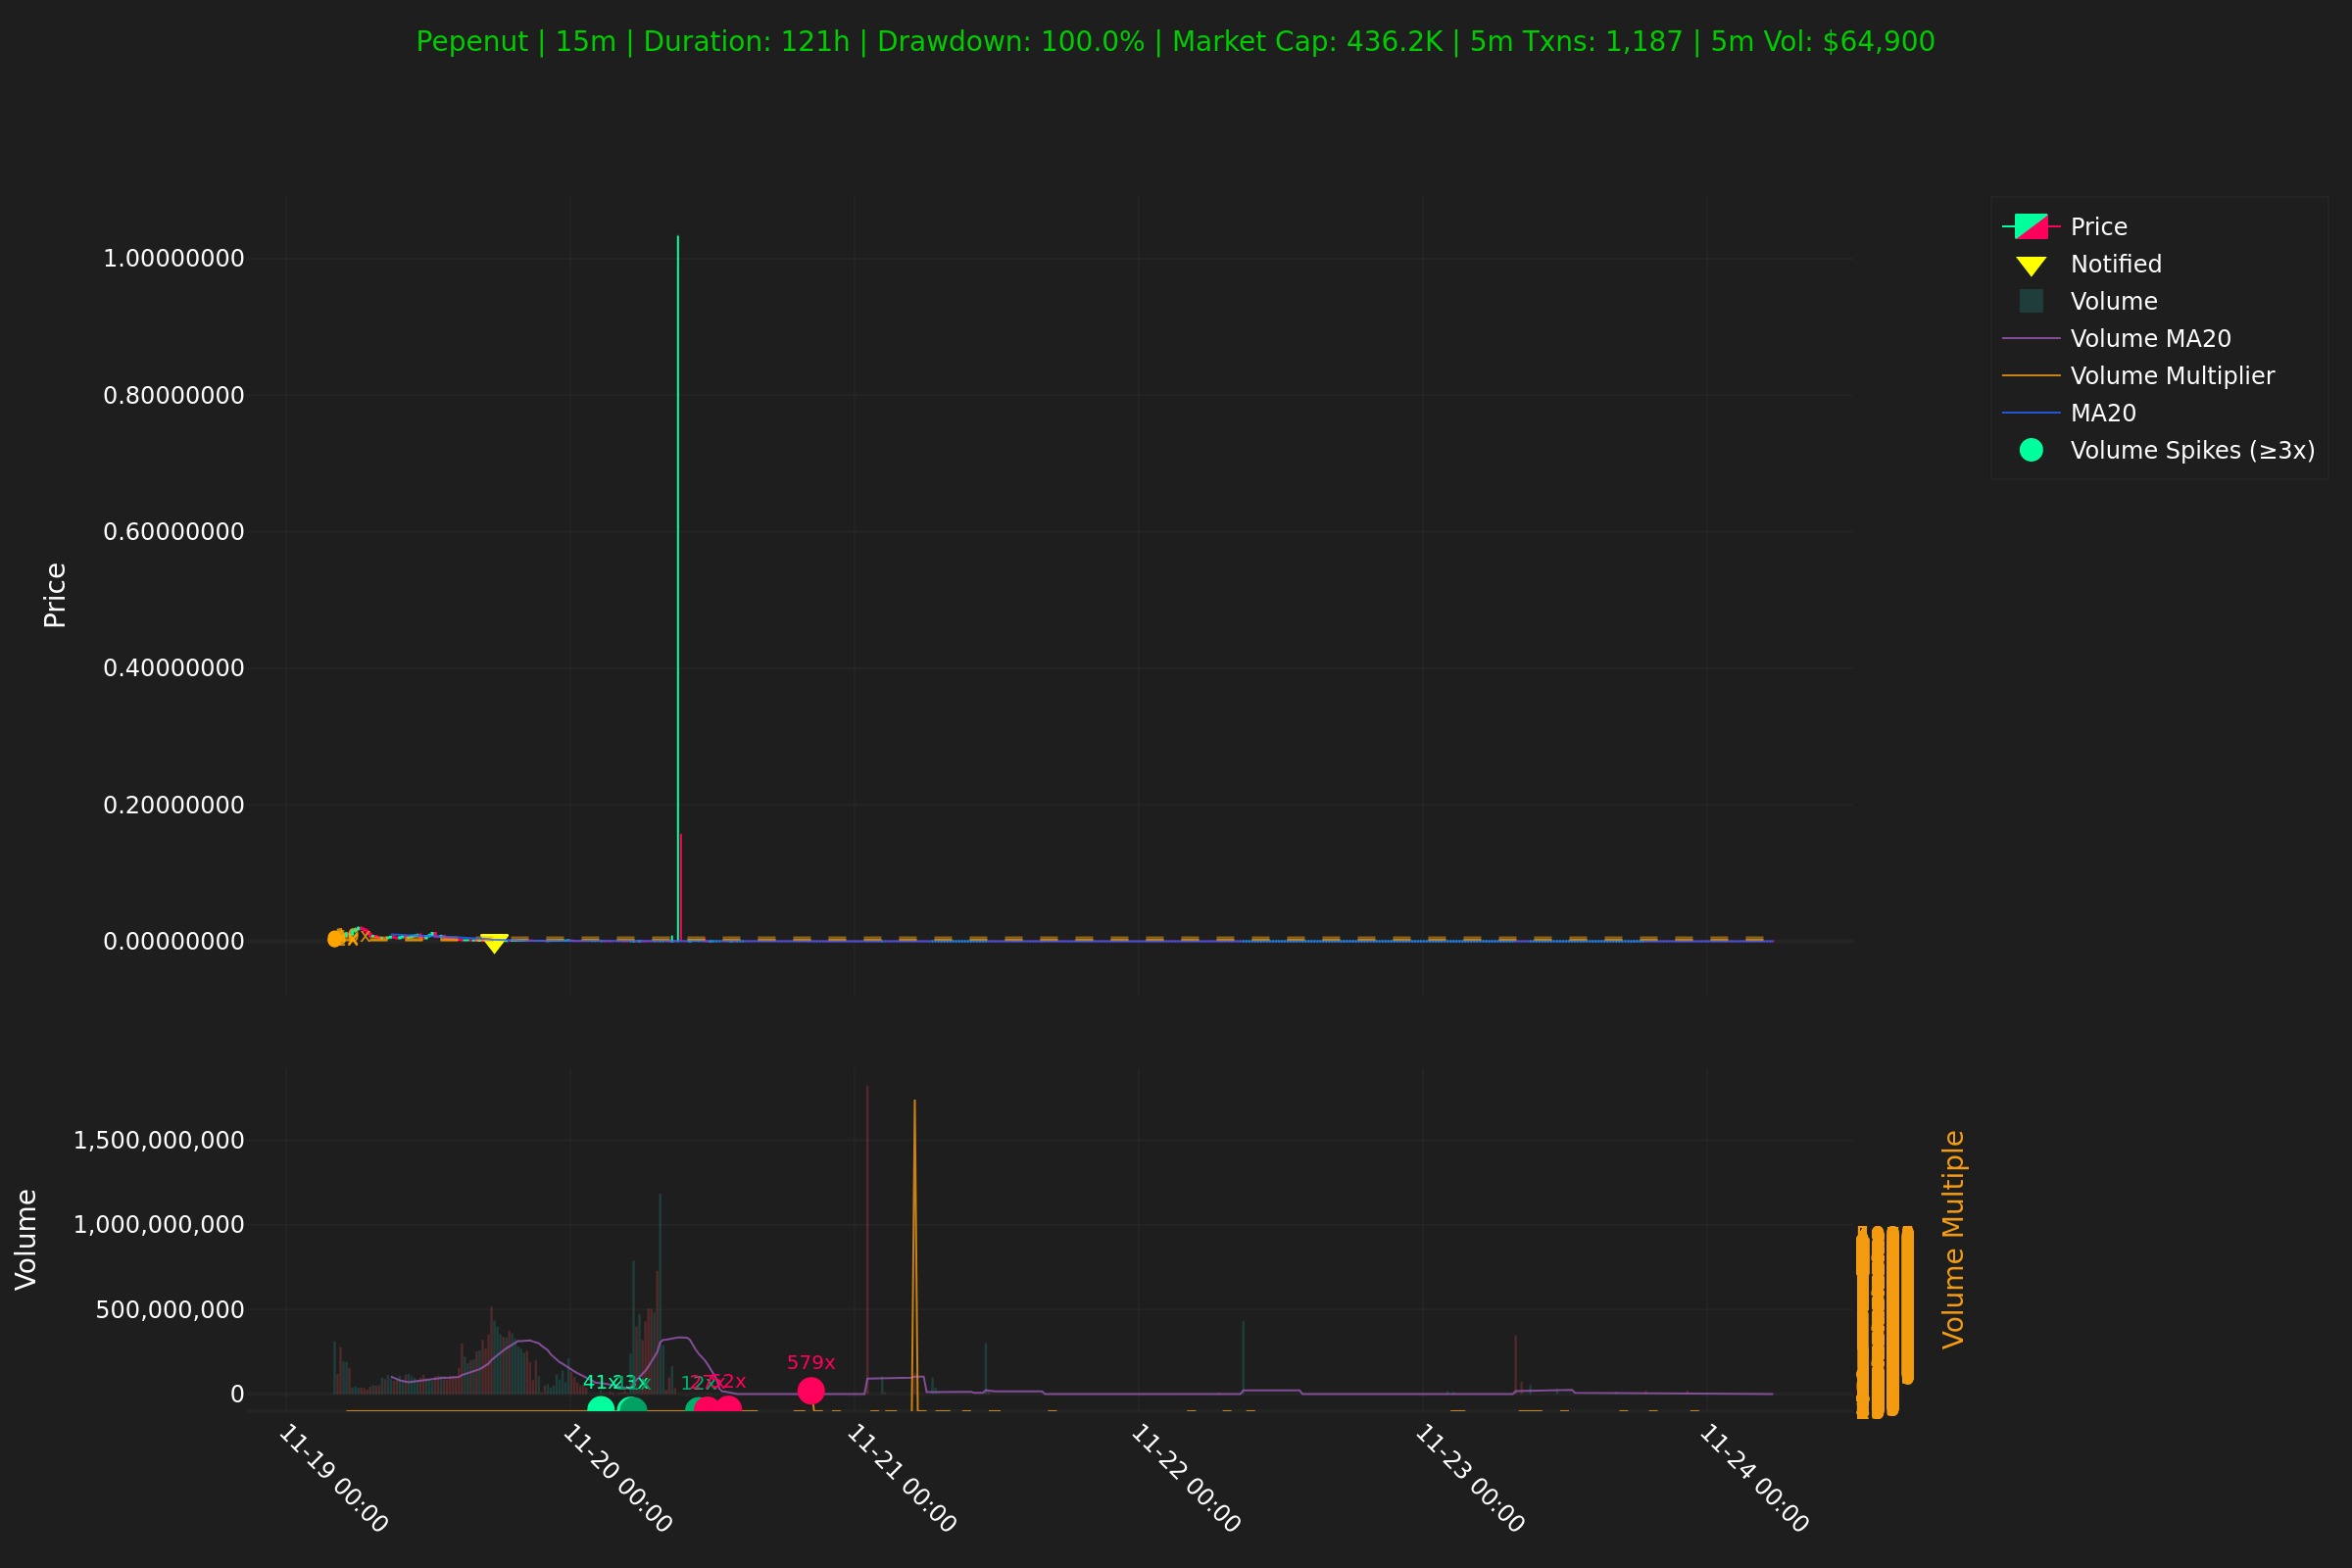 Pepenut | 15m | Duration: 121h | Drawdown: 100.0% | Market Cap: 436.2K | 5m Txns: 1,187 | 5m Vol: $64,900
Price
Notified
Volume
Volume MA20
Volume Multiplier
MA20
Volume Spikes (≥3x)
Price
1.00000000
0.80000000
0.60000000
0.40000000
0.20000000
0.00000000
Volume
1,500,000,000
1,000,000,000
500,000,000
0
41x
23x
12x
579x
Volume Multiple
11-19 00:00
11-20 00:00
11-21 00:00
11-22 00:00
11-23 00:00
11-24 00:00